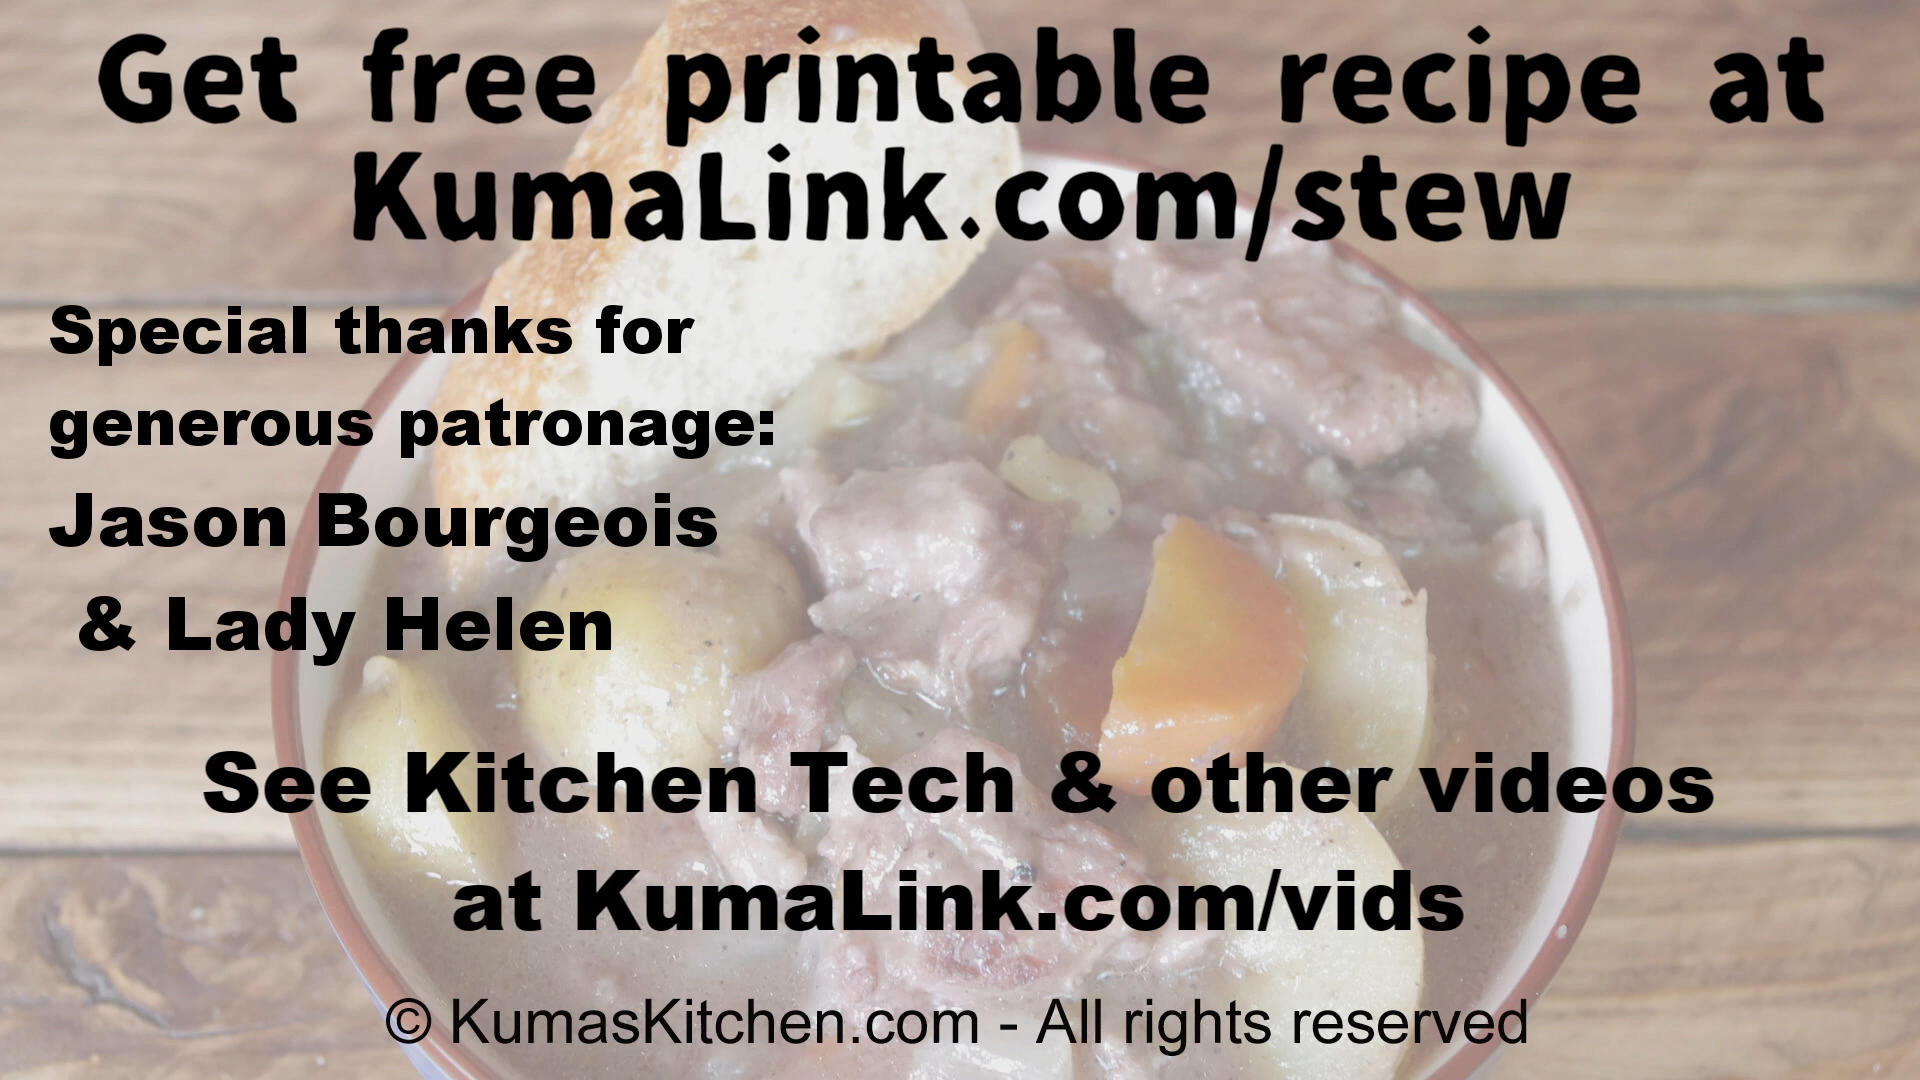 Get free printable recipe at
KumaLink.com/stew
Special thanks for
generous patronage:
Jason Bourgeois
& Lady Helen
See Kitchen Tech & other videos
at KumaLink.com/vids
© KumasKitchen.com - All rights reserved